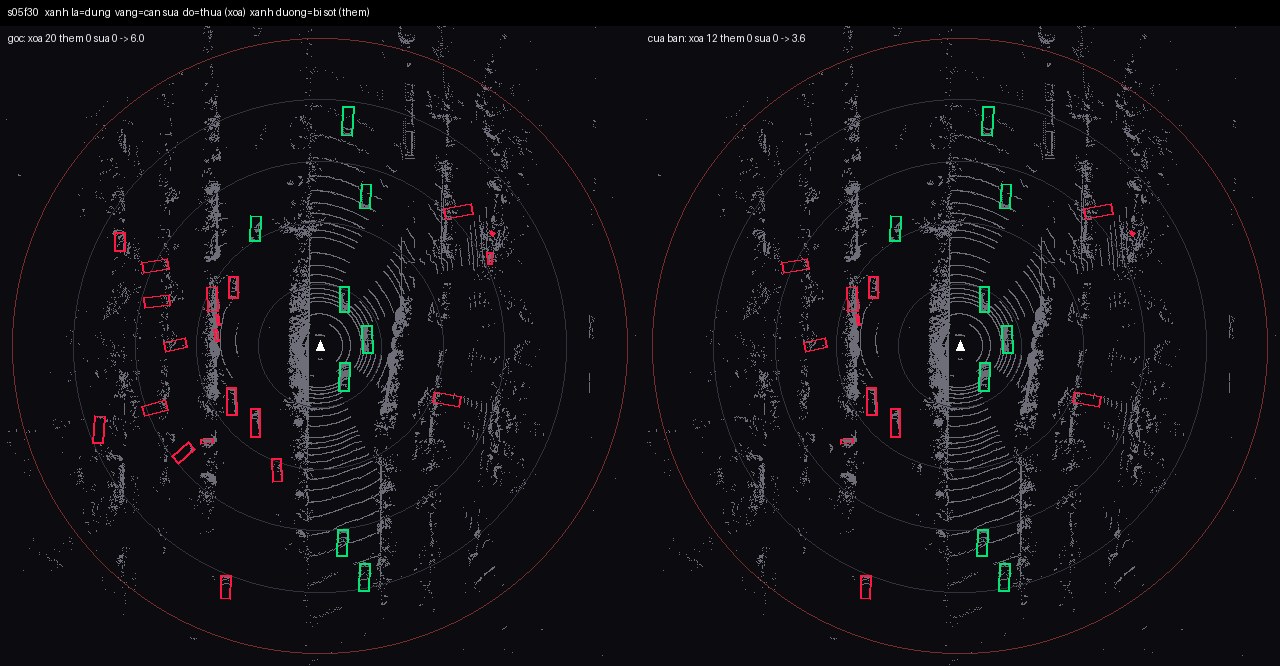 s05f30 xanh la=dung vang=can sua do=thua (xoa) xanh duong=bi sot (them)
goc: xoa 20 them 0 sua 0 -> 6.0
cua ban: xoa 12 them 0 sua 0 -> 3.6